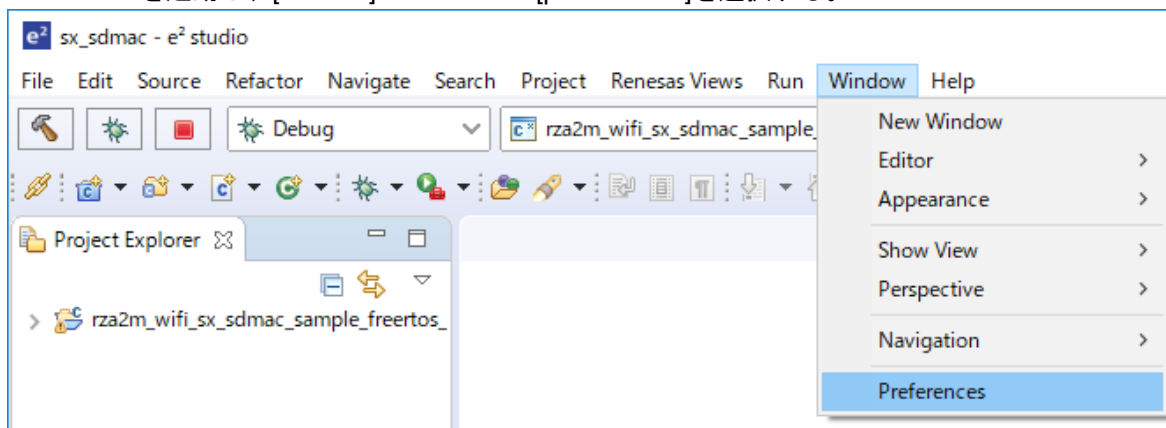 e² sx_sdmac - e² studio
File Edit Source Refactor Navigate Search Project Renesas Views Run Window Help
Debug rza2m_wifi_sx_sdmac_sample_
Project Explorer
rza2m_wifi_sx_sdmac_sample_freertos_
New Window
Editor
Appearance
Show View
Perspective
Navigation
Preferences